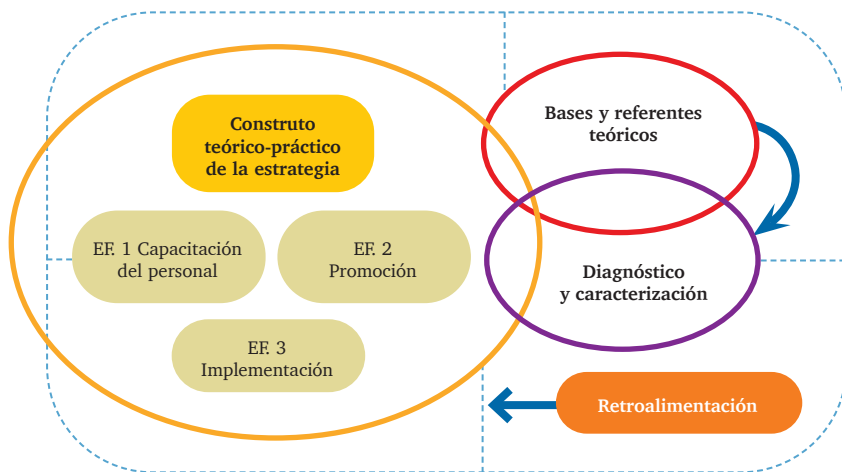 Construto
teórico-práctico
de la estrategia
EF. 1 Capacitación
del personal
EF. 2
Promoción
EF. 3
Implementación
Bases y referentes
teóricos
Diagnóstico
y caracterización
Retroalimentación